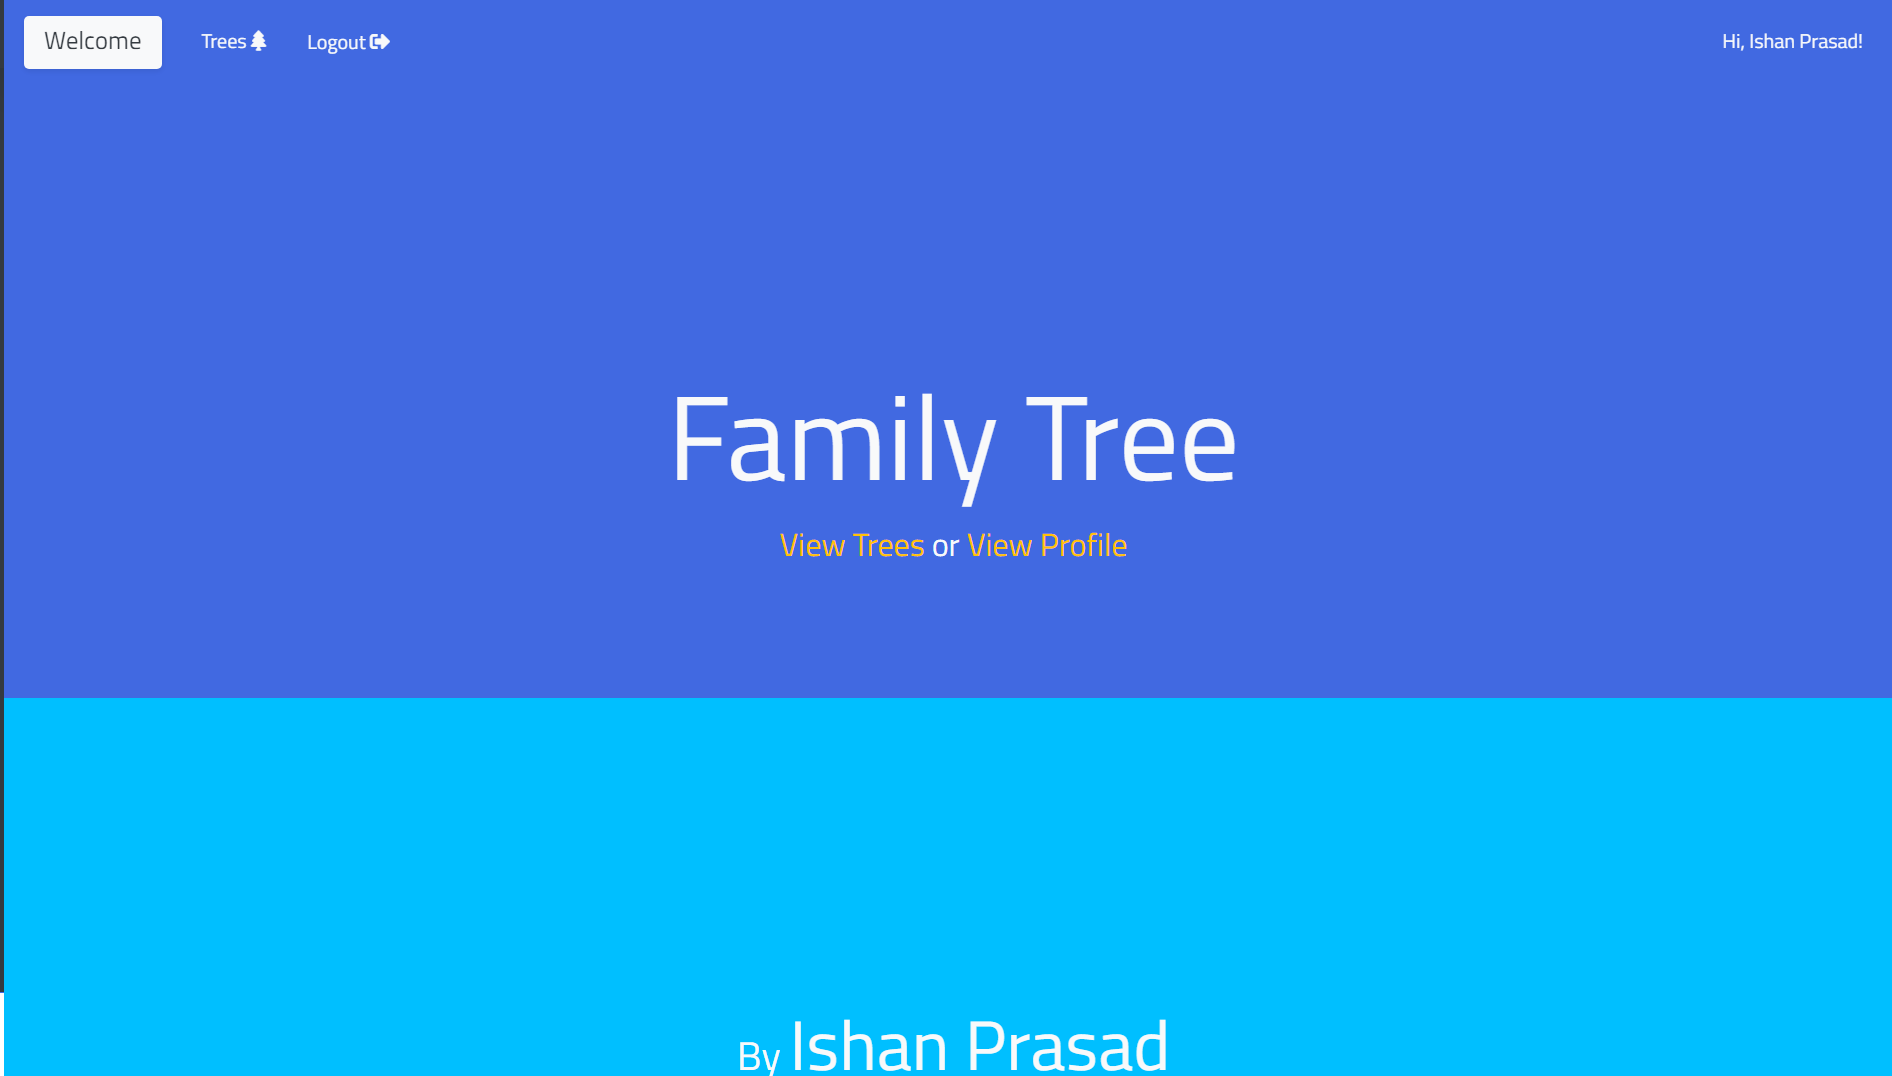 Welcome Trees Logout Hi, Ishan Prasad!
Family Tree
View Trees or View Profile
By Ishan Prasad